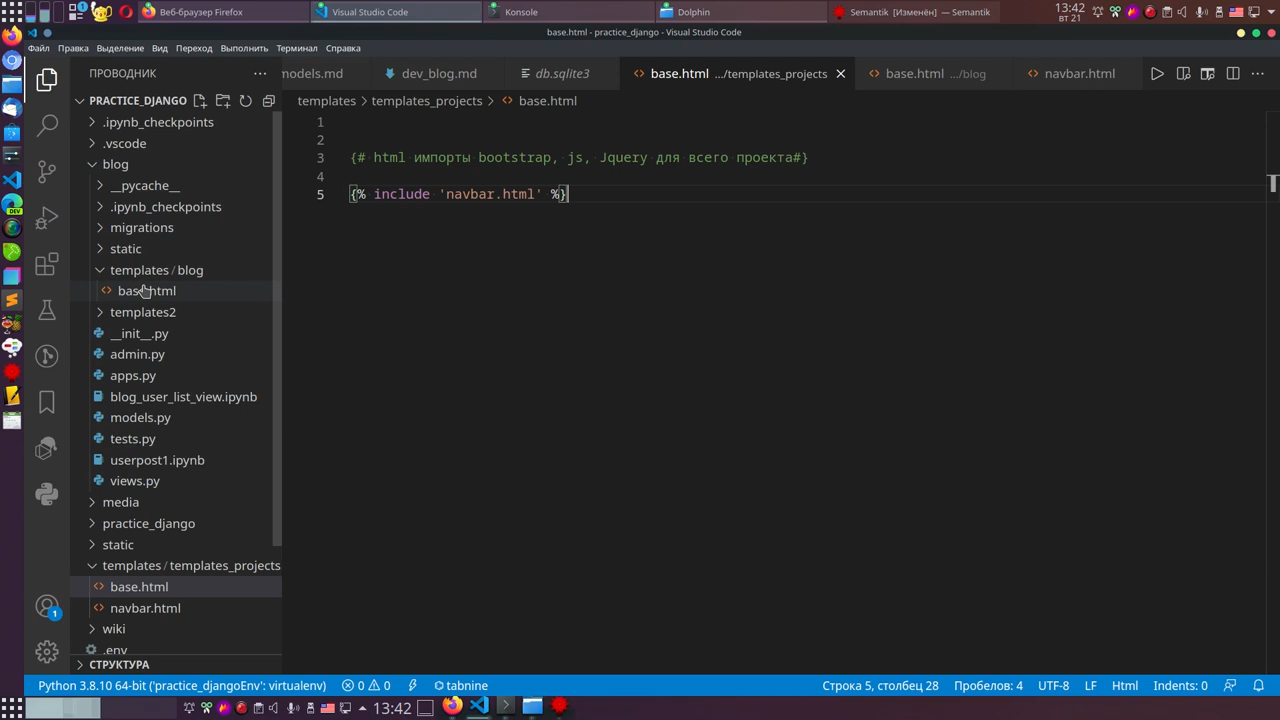 Веб-браузер Firefox
Visual Studio Code
Konsole
Dolphin
Semantik [Изменён] — Semantik
13:42
вт 21
base.html - practice_django - Visual Studio Code
Файл Правка Выделение Вид Переход Выполнить Терминал Справка
ПРОВОДНИК
models.md
dev_blog.md
db.sqlite3
base.html .../templates_projects
base.html .../blog
navbar.html
PRACTICE_DJANGO
templates > templates_projects > base.html
.ipynb_checkpoints
.vscode
blog
__pycache__
.ipynb_checkpoints
migrations
static
templates / blog
base.html
templates2
__init__.py
admin.py
apps.py
blog_user_list_view.ipynb
models.py
tests.py
userpost1.ipynb
views.py
media
practice_django
static
templates / templates_projects
base.html
navbar.html
wiki
.env
СТРУКТУРА
1
2
3 {# html импорты bootstrap, js, Jquery для всего проекта#}
4
5 {% include 'navbar.html' %}
DEV
1
Python 3.8.10 64-bit ('practice_djangoEnv': virtualenv) 0 0 tabnine Строка 5, столбец 28 Пробелов: 4 UTF-8 LF Html Indents: 0
13:42